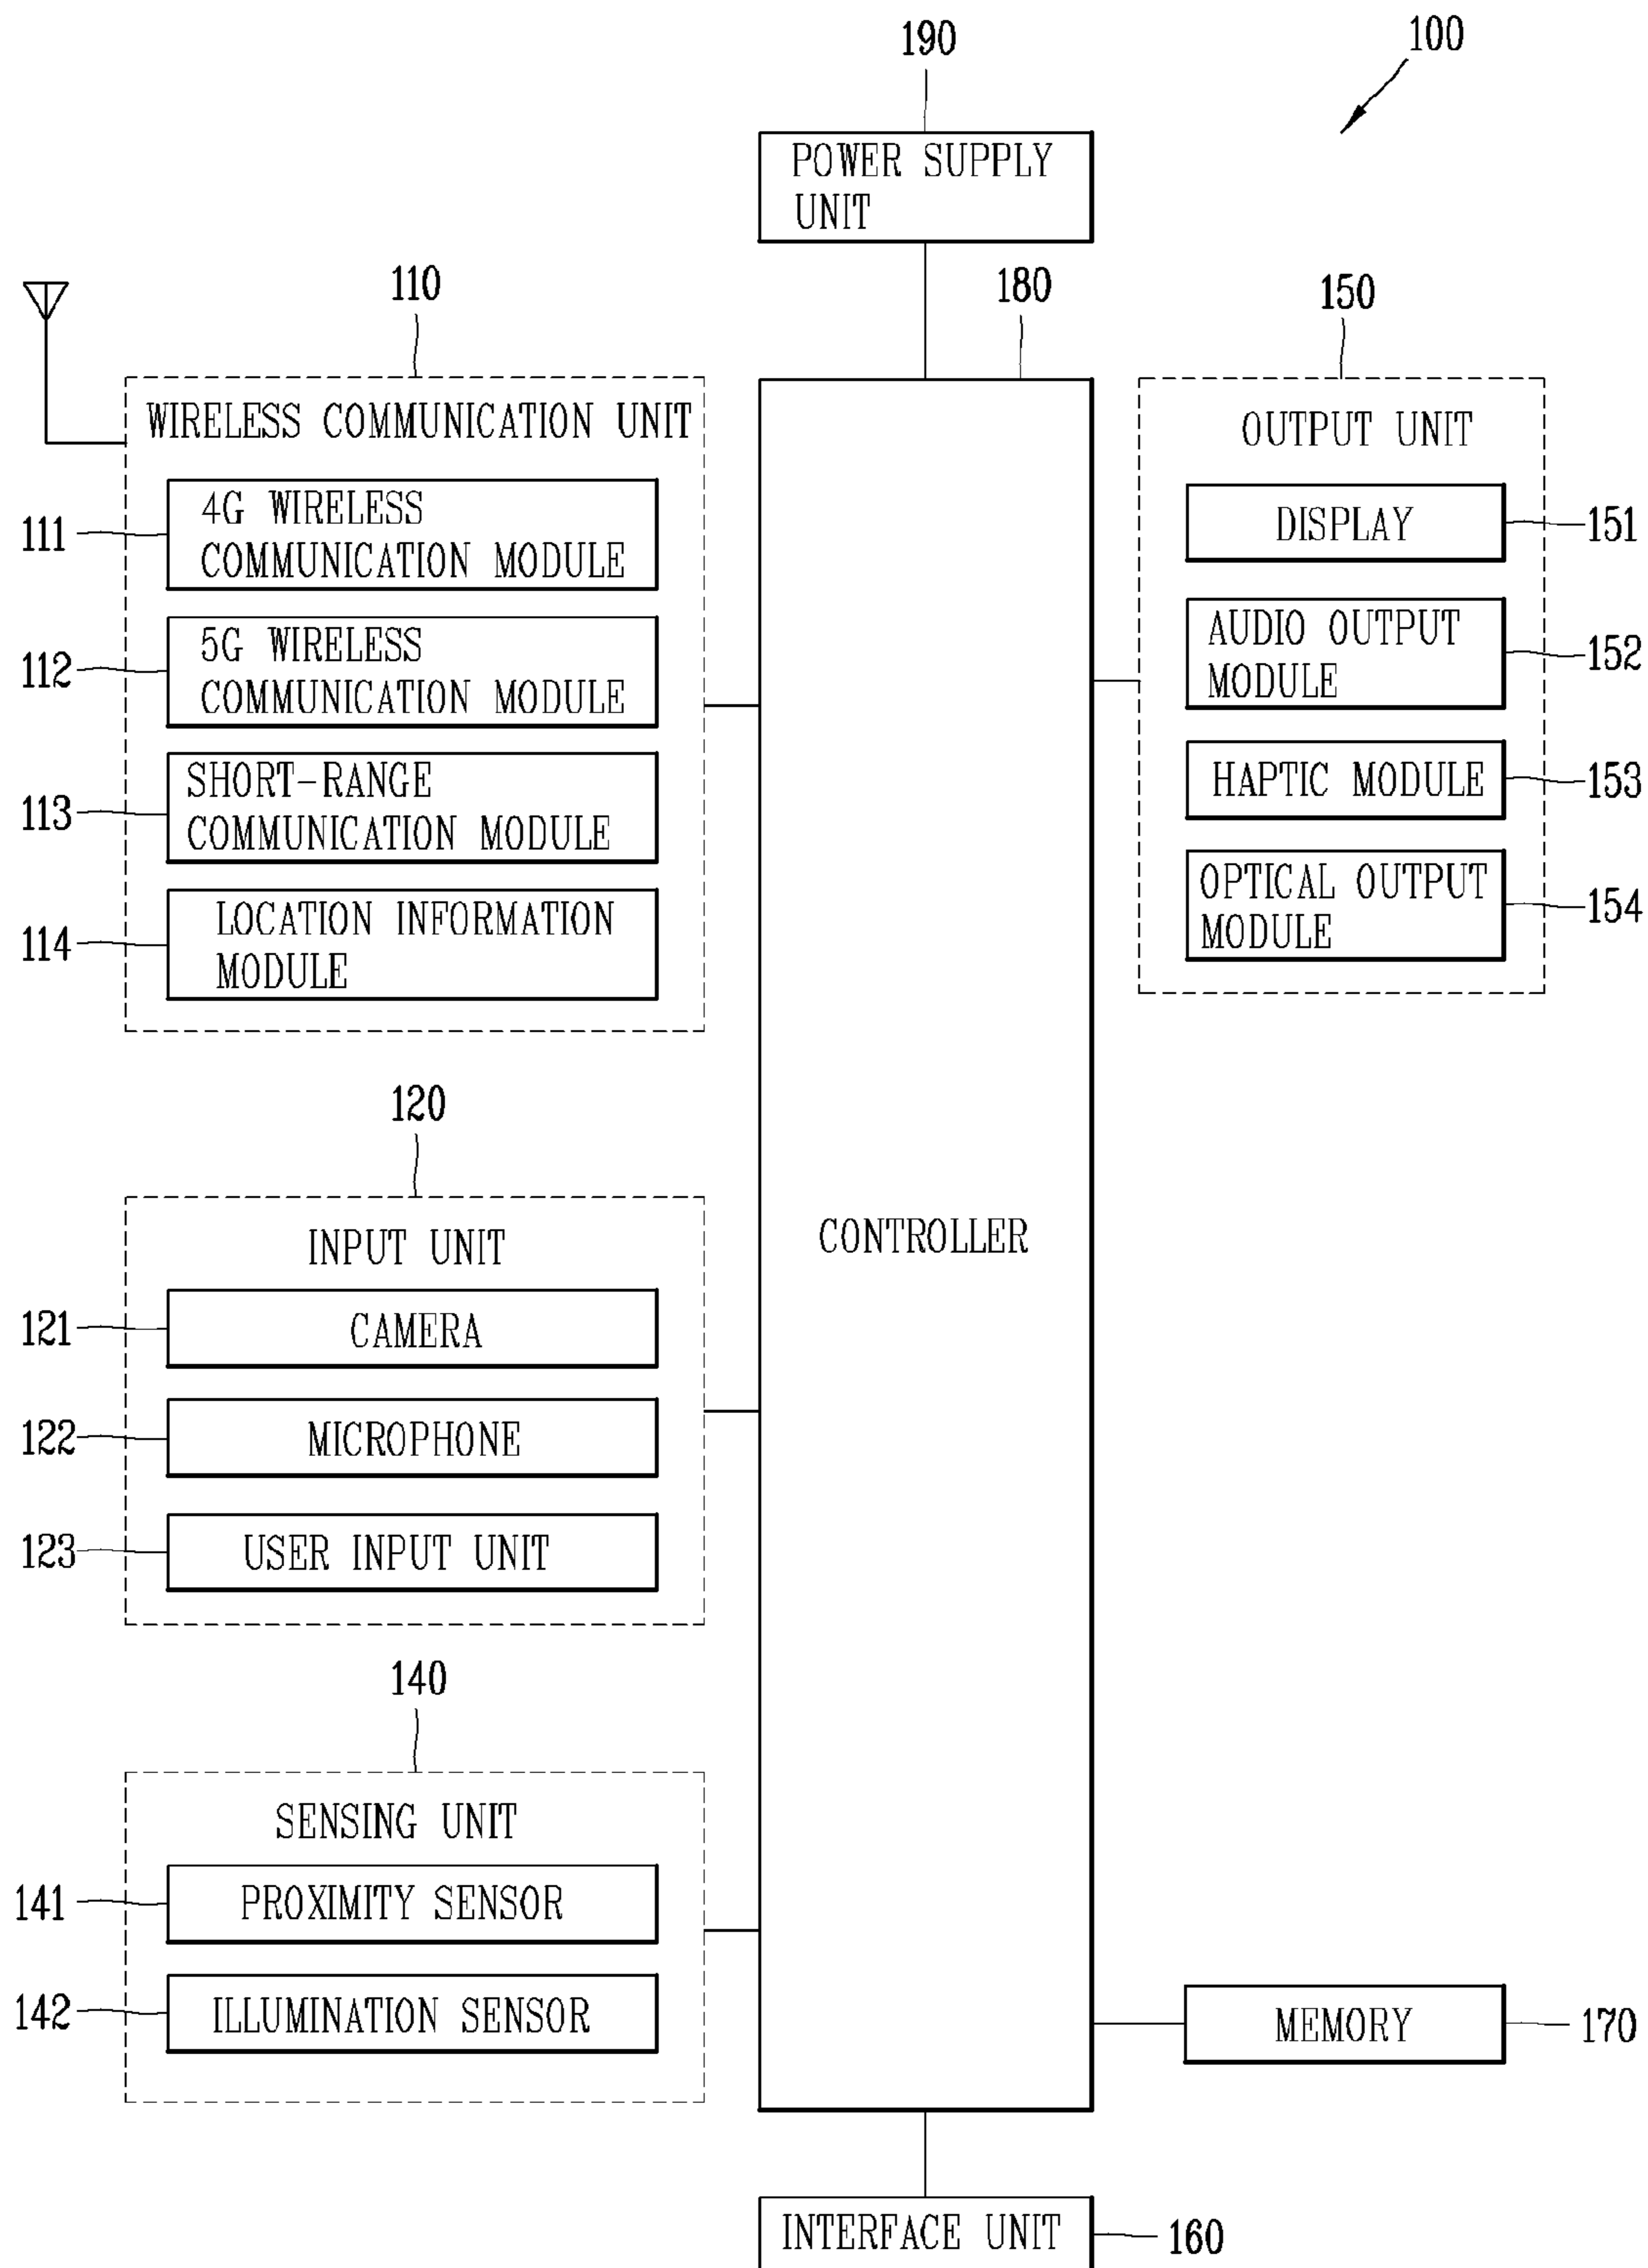 100
190
POWER SUPPLY
UNIT
180
110
WIRELESS COMMUNICATION UNIT
111
4G WIRELESS
COMMUNICATION MODULE
112
5G WIRELESS
COMMUNICATION MODULE
113
SHORT-RANGE
COMMUNICATION MODULE
114
LOCATION INFORMATION
MODULE
120
INPUT UNIT
121
CAMERA
122
MICROPHONE
123
USER INPUT UNIT
140
SENSING UNIT
141
PROXIMITY SENSOR
142
ILLUMINATION SENSOR
CONTROLLER
150
OUTPUT UNIT
DISPLAY
151
AUDIO OUTPUT
MODULE
152
HAPTIC MODULE
153
OPTICAL OUTPUT
MODULE
154
MEMORY
170
INTERFACE UNIT
160